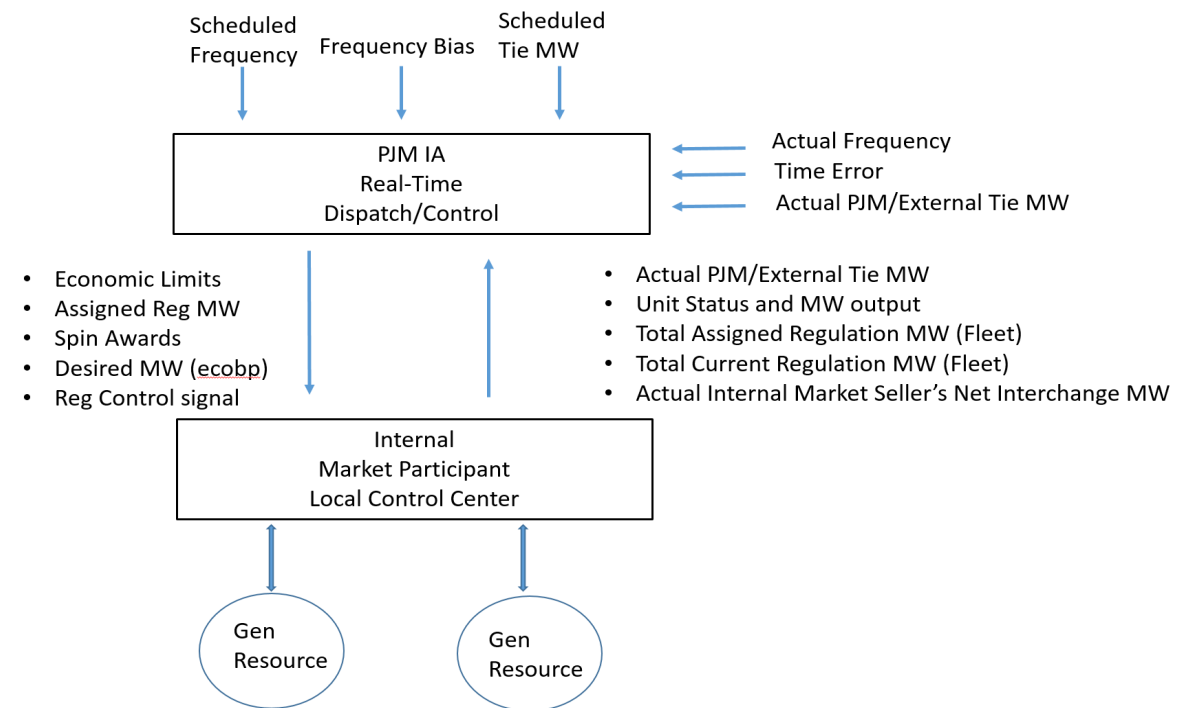 Scheduled
Frequency
Frequency Bias
Scheduled
Tie MW
PJM IA
Real-Time
Dispatch/Control
Actual Frequency
Time Error
Actual PJM/External Tie MW
• Economic Limits
• Assigned Reg MW
• Spin Awards
• Desired MW (ecobp)
• Reg Control signal
• Actual PJM/External Tie MW
• Unit Status and MW output
• Total Assigned Regulation MW (Fleet)
• Total Current Regulation MW (Fleet)
• Actual Internal Market Seller’s Net Interchange MW
Internal
Market Participant
Local Control Center
Gen
Resource
Gen
Resource